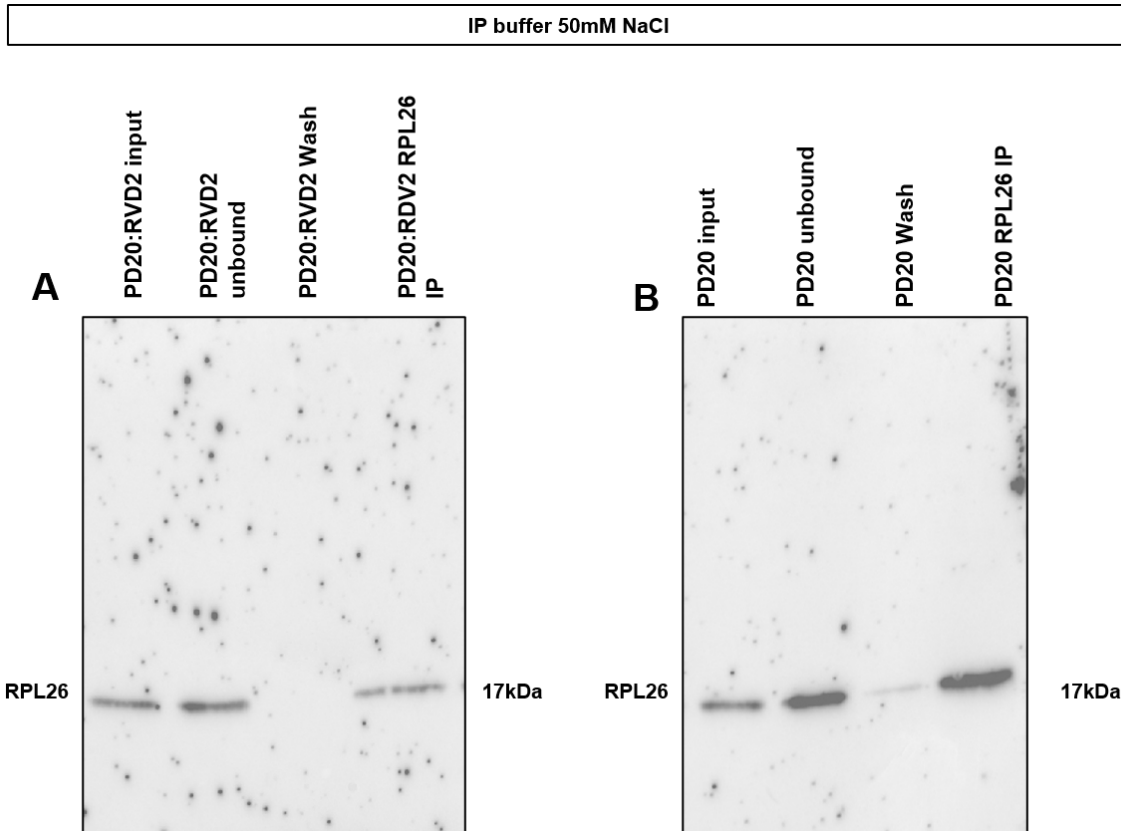 IP buffer 50mM NaCl
PD20:RVD2 input
PD20:RVD2
unbound
PD20:RVD2 Wash
PD20:RDV2 RPL26
IP
PD20 input
PD20 unbound
PD20 Wash
PD20 RPL26 IP
A
B
RPL26
17kDa
RPL26
17kDa